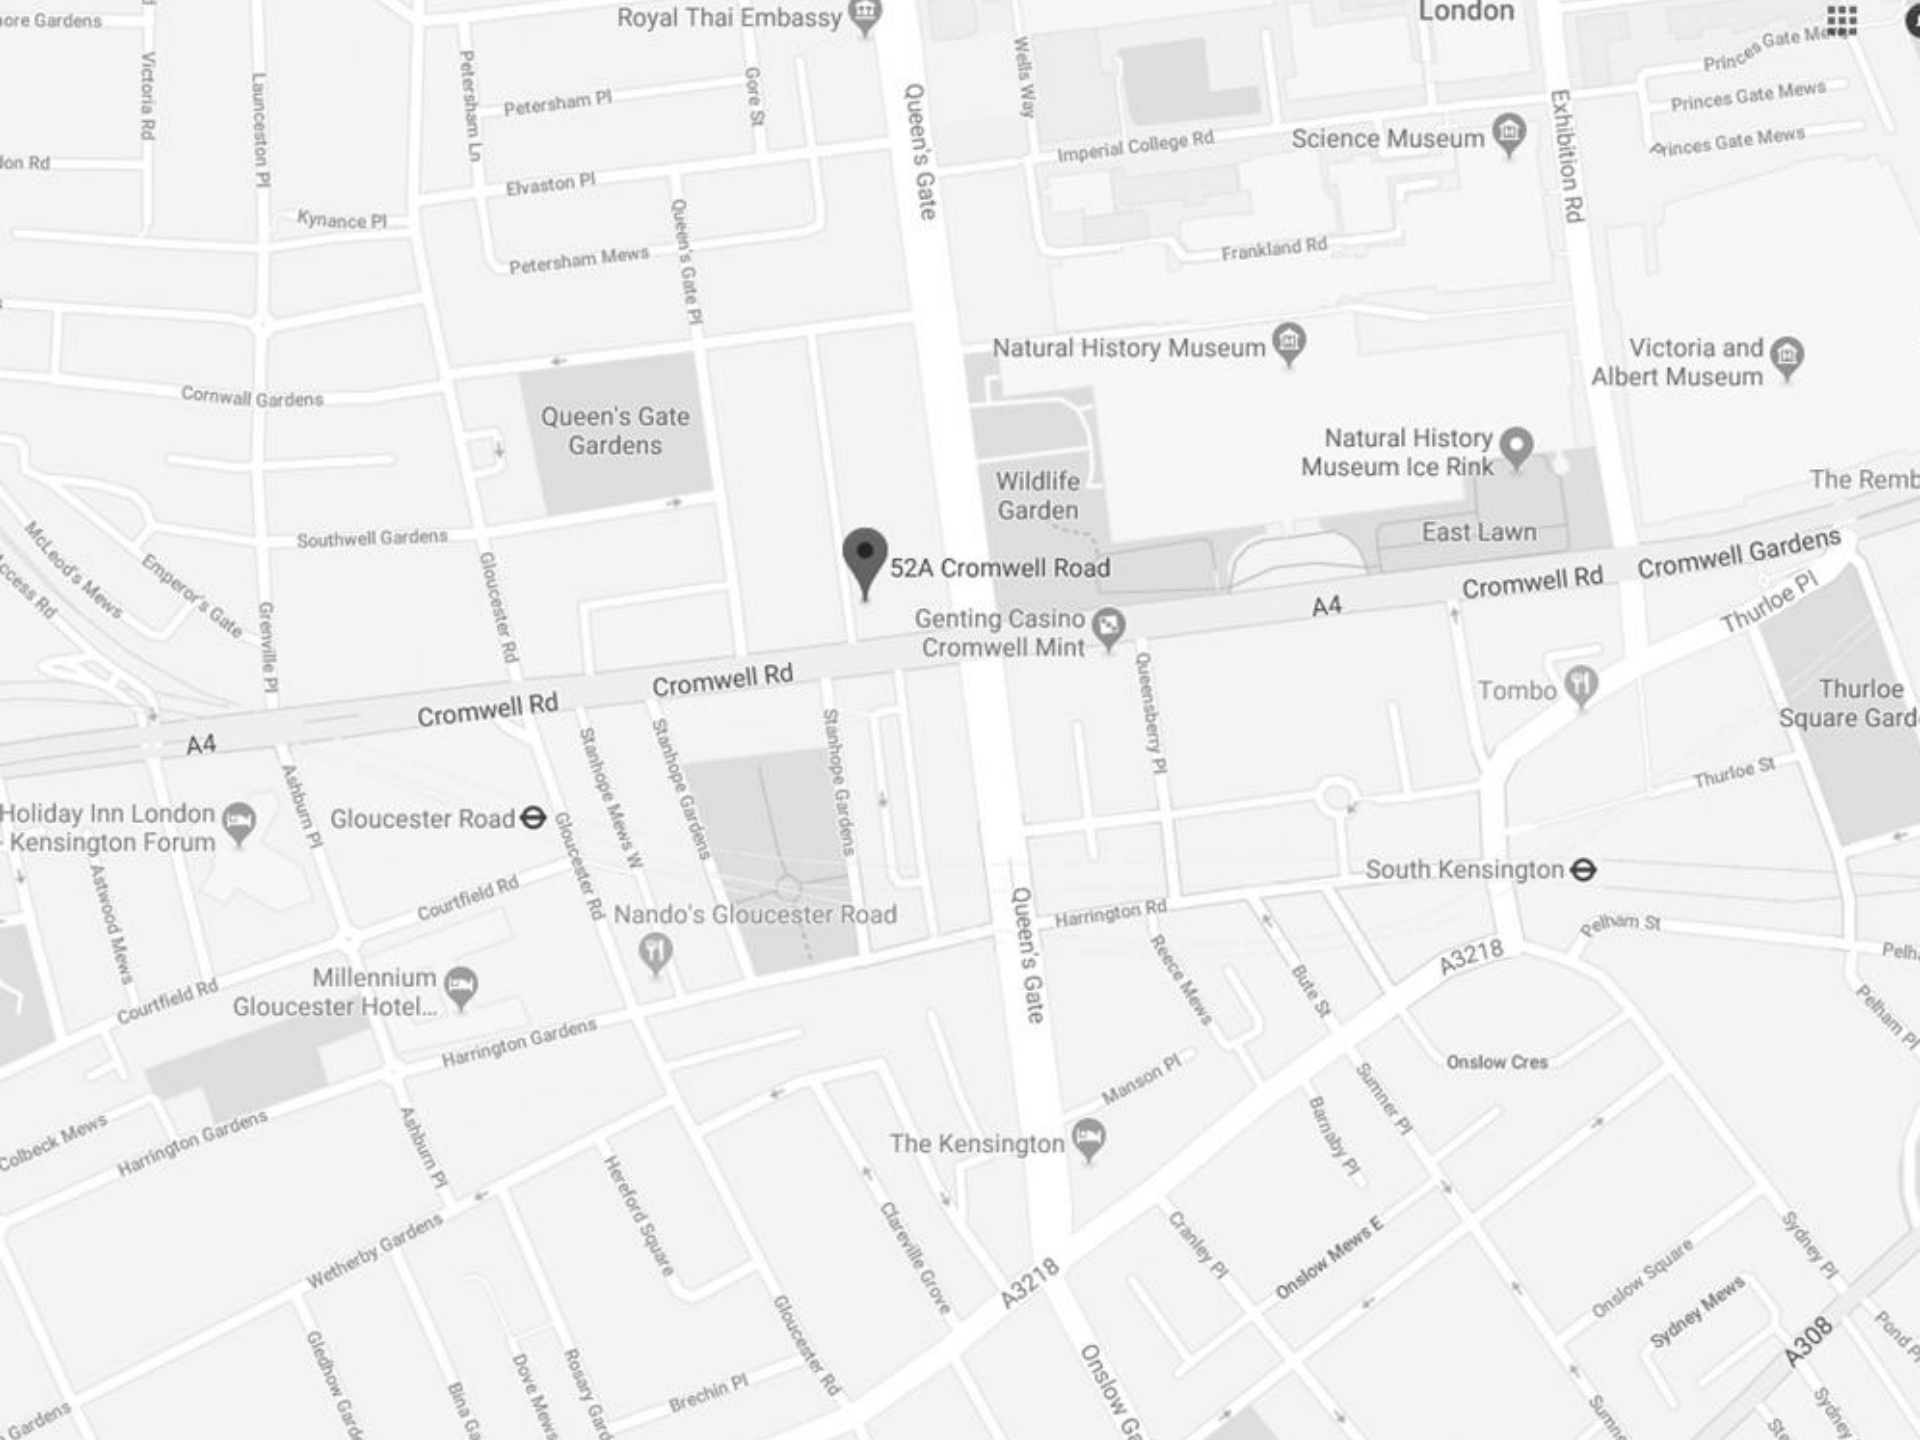 Royal Thai Embassy
London
Princes Gate
Princes Gate Mews
Princes Gate Mews
Victoria Rd
Launceston Pl
Petersham Ln
Petersham Pl
Gore St
Queen's Gate
Wells Way
Imperial College Rd
Science Museum
Exhibition Rd
Elvaston Pl
Kynance Pl
Petersham Mews
Queen's Gate Pl
Frankland Rd
Natural History Museum
Victoria and
Albert Museum
Cornwall Gardens
Queen's Gate
Gardens
Natural History
Museum Ice Rink
Wildlife
Garden
East Lawn
Southwell Gardens
McLeod's Mews
Emperor's Gate
Grenville Pl
Gloucester Rd
52A Cromwell Road
Cromwell Gardens
Cromwell Rd
A4
Thurloe Pl
Genting Casino
Cromwell Mint
Queensberry Pl
Cromwell Rd
Cromwell Rd
A4
Tombo
Thurloe
Square
Thurloe St
Holiday Inn London
Kensington Forum
Ashburn Pl
Gloucester Road
Gloucester Rd
Stanhope Mews W
Stanhope Gardens
Stanhope Gardens
South Kensington
Astwood Mews
Courtfield Rd
Nando's Gloucester Road
Queen's Gate
Harrington Rd
Reece Mews
Bute St
A3218
Pelham St
Pelham Pl
Courtfield Rd
Millennium
Gloucester Hotel...
Harrington Gardens
Onslow Cres
Manson Pl
Sumner Pl
Barnaby Pl
Colbeck Mews
Harrington Gardens
Ashburn Pl
The Kensington
Hereford Square
Clareville Grove
Wetherby Gardens
Cranley Pl
Onslow Mews E
Onslow Square
Sydney Pl
Sydney Mews
A3218
A308
Gloucester Rd
Brechin Pl
Dove Mews
Gardens